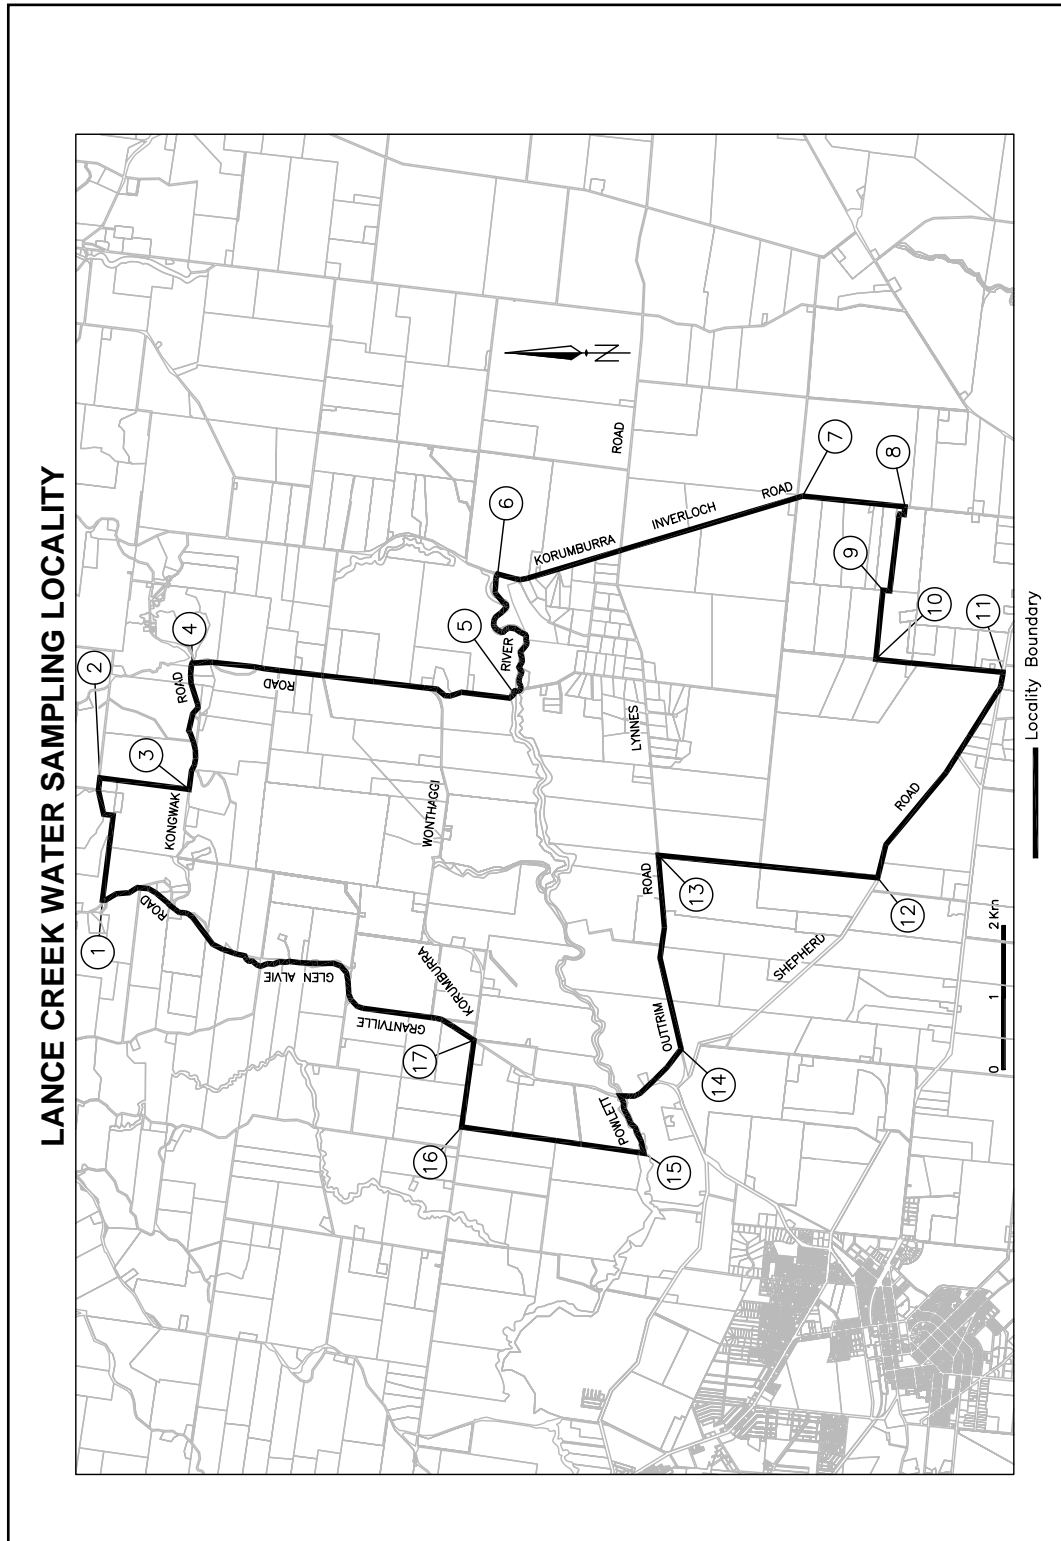 LANCE CREEK WATER SAMPLING LOCALITY
1
2
3
4
5
6
7
8
9
10
11
12
13
14
15
16
17
KONGWAK ROAD
ROAD
GRANTVILLE GLEN ALVIE ROAD
KORUMBURRA WONTHAGGI ROAD
POWLETT RIVER
KORUMBURRA INVERLOCH ROAD
OUTTRIM ROAD
LYNNES ROAD
SHEPHERD ROAD
N
0 1 2 Km
Locality Boundary